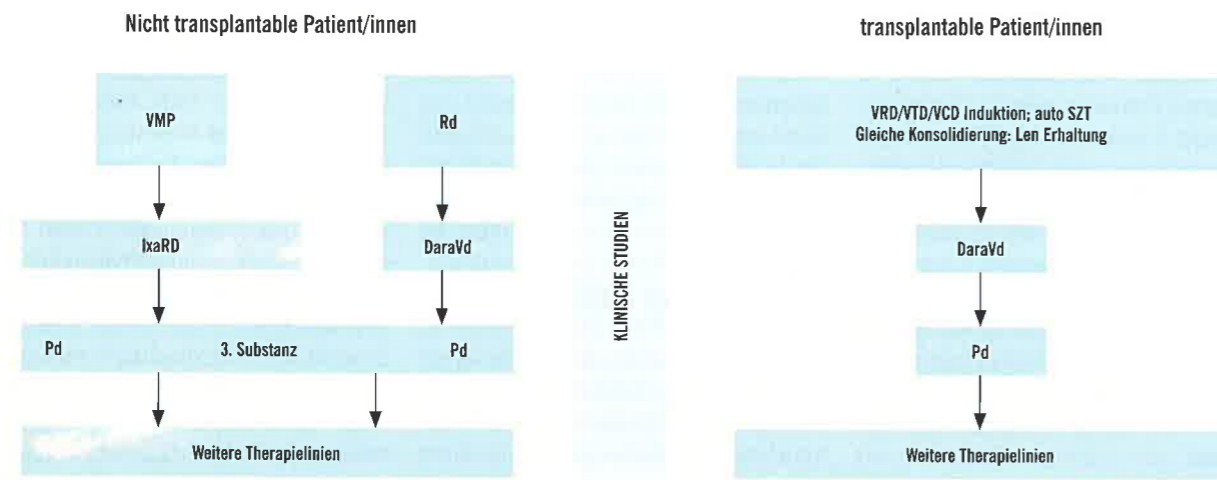 Nicht transplantable Patient/innen
VMP
Rd
IxaRD
DaraVd
Pd
3. Substanz
Pd
Weitere Therapielinien
KLINISCHE STUDIEN
transplantable Patient/innen
VRD/VTD/VCD Induktion; auto SZT
Gleiche Konsolidierung: Len Erhaltung
DaraVd
Pd
Weitere Therapielinien